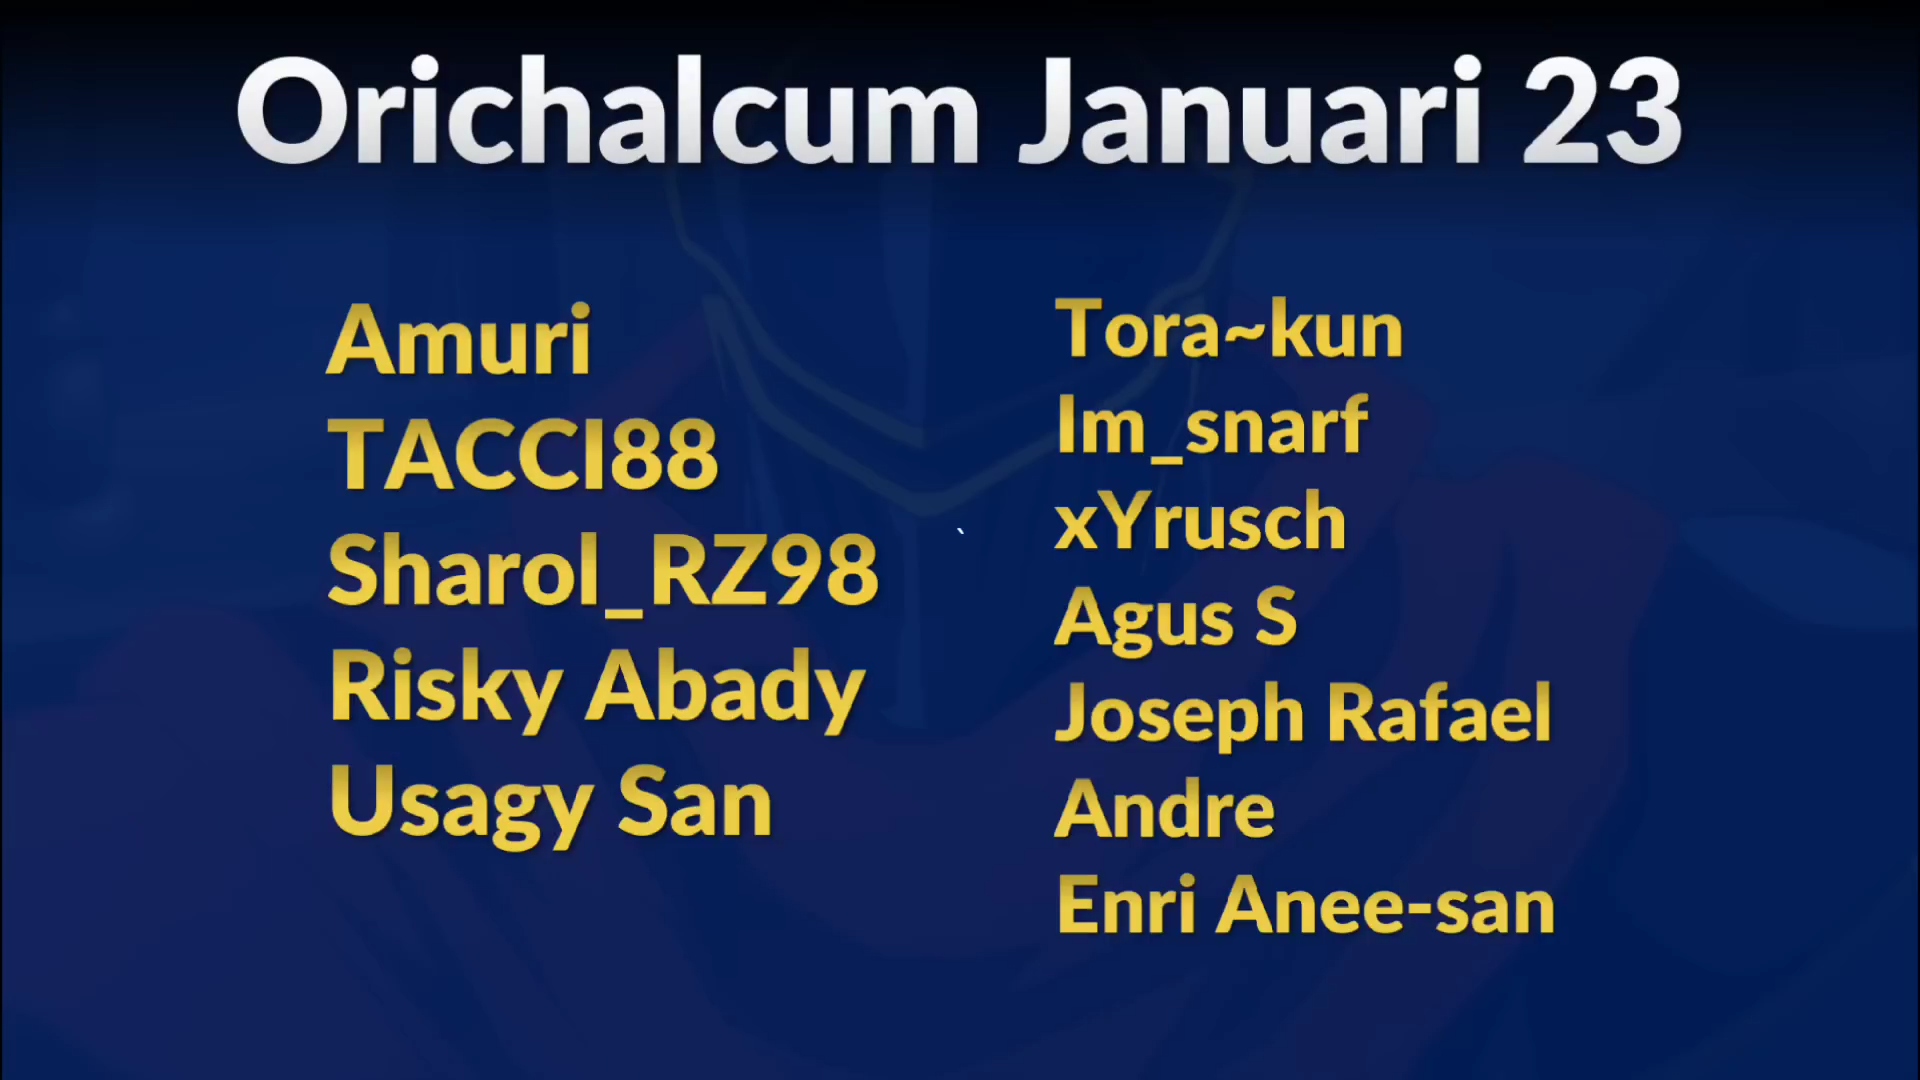 Orichalcum Januari 23
Amuri
TACCI88
Sharol_RZ98
Risky Abady
Usagy San
Tora~kun
Im_snarf
xYrusch
Agus S
Joseph Rafael
Andre
Enri Anee-san